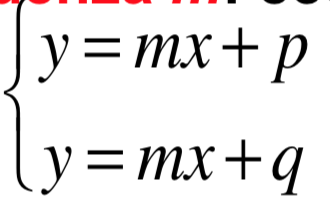 y = mx + p
y = mx + q